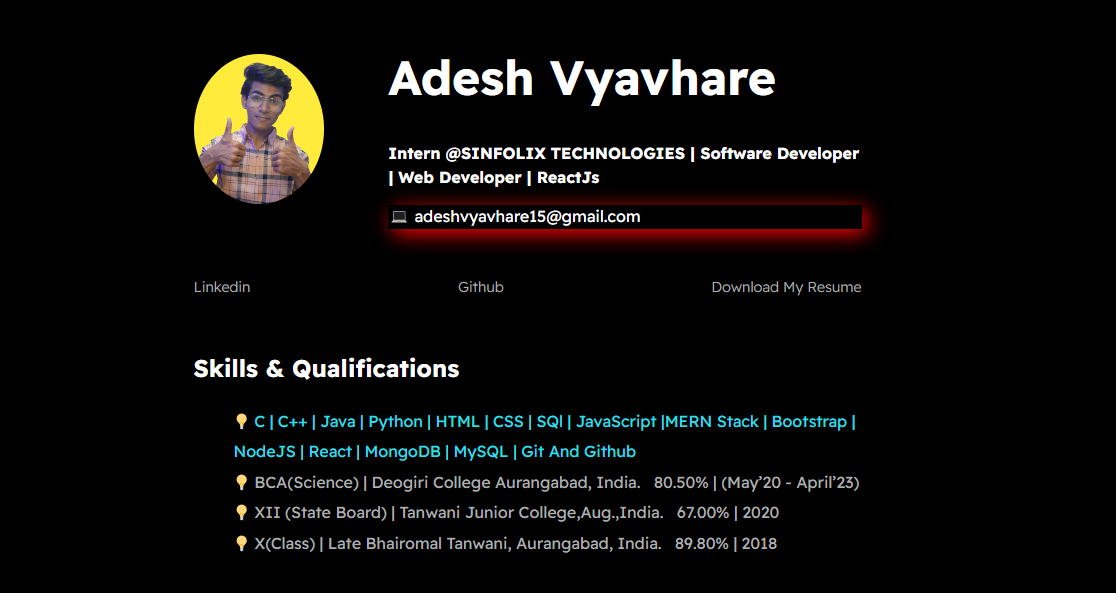 Adesh Vyavhare
Intern @SINFOLIX TECHNOLOGIES | Software Developer
| Web Developer | ReactJs
💻 adeshvyavhare15@gmail.com
Linkedin Github Download My Resume
Skills & Qualifications
💡 C | C++ | Java | Python | HTML | CSS | SQl | JavaScript |MERN Stack | Bootstrap |
NodeJS | React | MongoDB | MySQL | Git And Github
💡 BCA(Science) | Deogiri College Aurangabad, India. 80.50% | (May’20 - April’23)
💡 XII (State Board) | Tanwani Junior College,Aug.,India. 67.00% | 2020
💡 X(Class) | Late Bhairomal Tanwani, Aurangabad, India. 89.80% | 2018